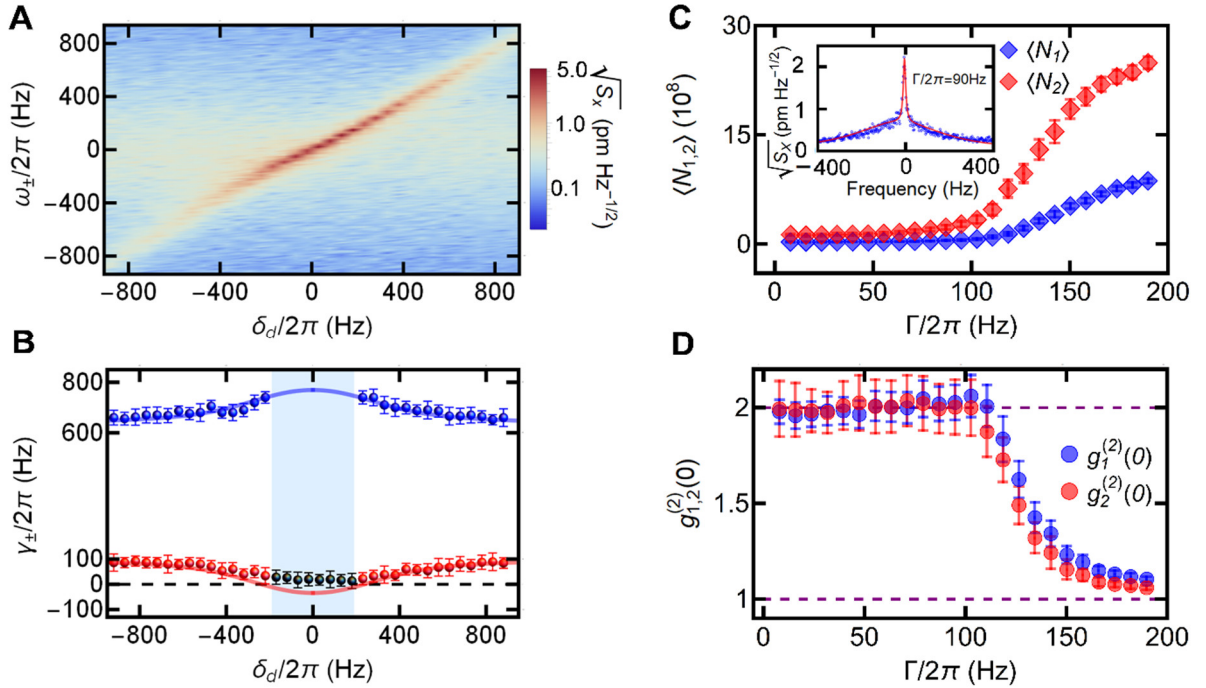 A
ω±/2π (Hz)
800
400
0
−400
−800
−800 −400 0 400 800
δd/2π (Hz)
5.0
1.0
0.1
√Sx (pm Hz−1/2)
B
γ±/2π (Hz)
800
600
100
0
−100
−800 −400 0 400 800
δd/2π (Hz)
C
⟨N1,2⟩ (10^8)
30
15
0
0 50 100 150 200
Γ/2π (Hz)
⟨N1⟩
⟨N2⟩
√Sx (pm Hz−1/2)
2
1
0
−400 0 400
Frequency (Hz)
Γ/2π=90Hz
D
g1,2(2)(0)
2
1.5
1
0 50 100 150 200
Γ/2π (Hz)
g1(2)(0)
g2(2)(0)